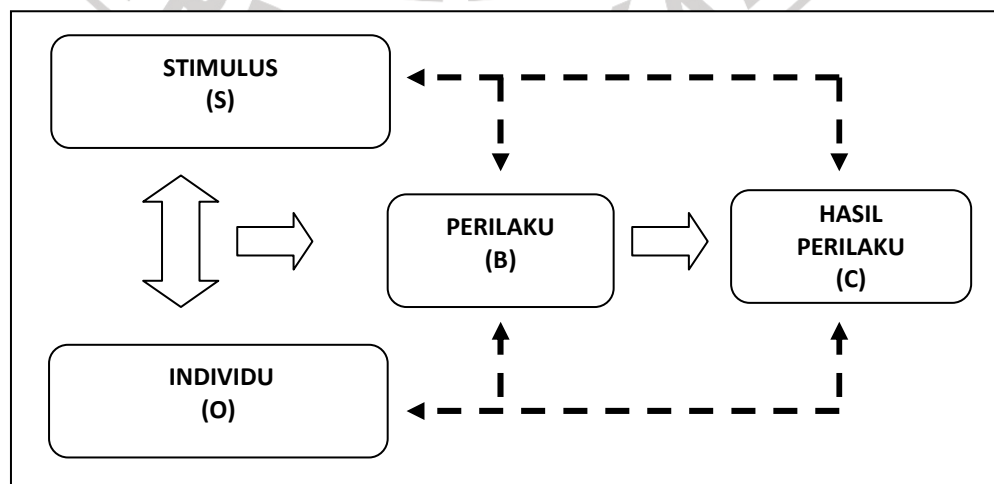 STIMULUS
(S)
PERILAKU
(B)
HASIL
PERILAKU
(C)
INDIVIDU
(O)